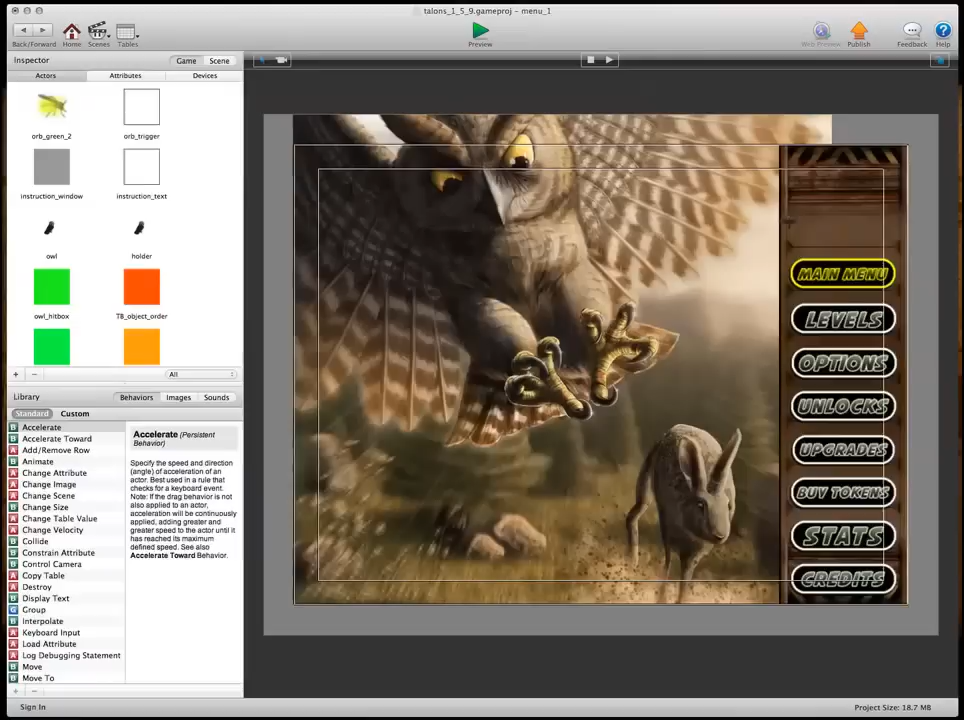 talons_1_5_9.gameproj - menu_1
Back/Forward
Home
Scenes
Tables
Preview
Web Preview
Publish
Feedback
Help
Inspector
Game
Scene
Actors
Attributes
Devices
orb_green_2
orb_trigger
instruction_window
instruction_text
owl
holder
owl_hitbox
TB_object_order
All
Library
Behaviors
Images
Sounds
Standard
Custom
Accelerate
Accelerate Toward
Add/Remove Row
Animate
Change Attribute
Change Image
Change Scene
Change Size
Change Table Value
Change Velocity
Collide
Constrain Attribute
Control Camera
Copy Table
Destroy
Display Text
Group
Interpolate
Keyboard Input
Load Attribute
Log Debugging Statement
Move
Move To
Accelerate (Persistent
Behavior)
Specify the speed and direction
(angle) of acceleration of an
actor. Best used in a rule that
checks for a keyboard event.
Note: If the drag behavior is not
also applied to an actor,
acceleration will be continuously
applied, adding greater and
greater speed to the actor until it
has reached its maximum
defined speed. See also
Accelerate Toward Behavior.
MAIN MENU
LEVELS
OPTIONS
UNLOCKS
UPGRADES
BUY TOKENS
STATS
CREDITS
Sign In
Project Size: 18.7 MB